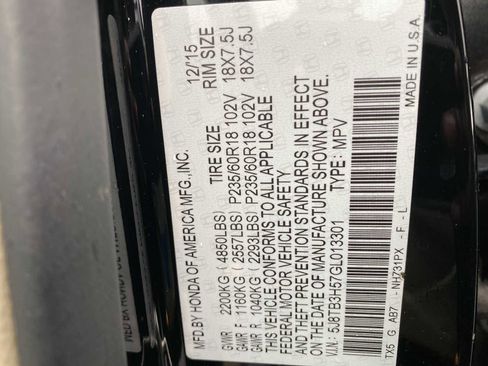 MFD.BY HONDA OF AMERICA MFG.,INC. 12/15
TIRE SIZE RIM SIZE
GVWR 2200KG (4850LBS)
GAWR F 1160KG (2557LBS) P235/60R18 102V 18X7.5J
GAWR R 1040KG (2293LBS) P235/60R18 102V 18X7.5J
THIS VEHICLE CONFORMS TO ALL APPLICABLE
FEDERAL MOTOR VEHICLE SAFETY
AND THEFT PREVENTION STANDARDS IN EFFECT
ON THE DATE OF MANUFACTURE SHOWN ABOVE.
V.I.N.: 5J8TB3H57GL013301 TYPE: MPV
TX5 G AB7 - NH731PX - F - L MADE IN U.S.A.